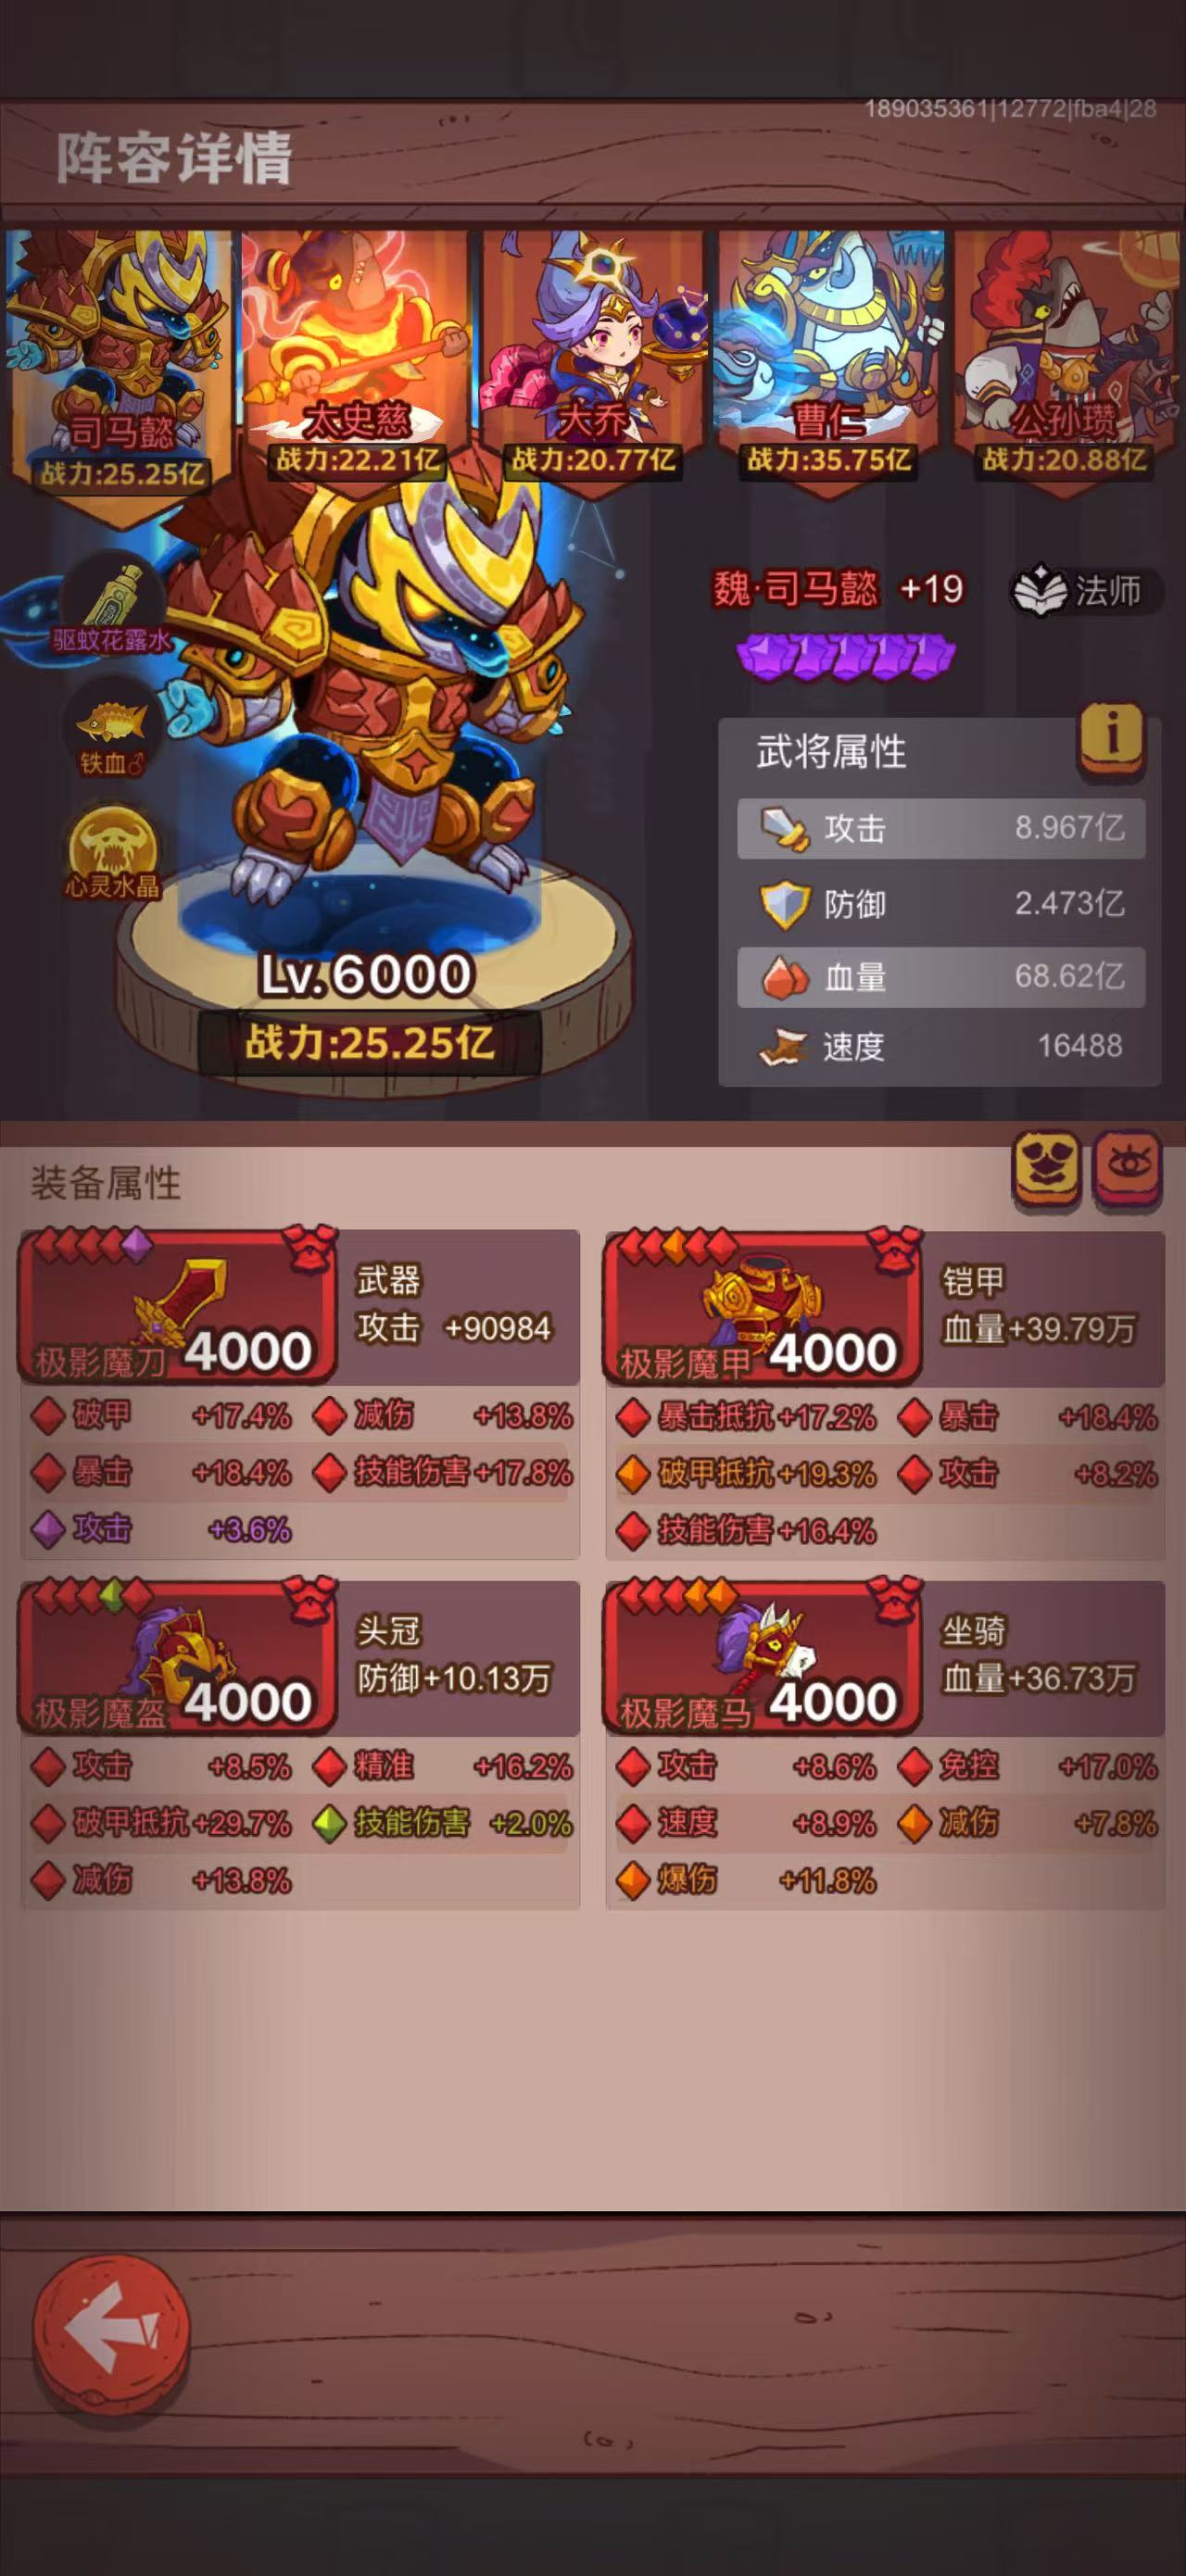 189035361|12772|fba4|28
阵容详情
司马懿 太史慈 大乔 曹仁 公孙瓒
战力:25.25亿 战力:22.21亿 战力:20.77亿 战力:35.75亿 战力:20.88亿
魏·司马懿 +19 法师
驱蚊花露水
铁血♂
心灵水晶
武将属性
攻击 8.967亿
防御 2.473亿
血量 68.62亿
速度 16488
Lv.6000
战力:25.25亿
装备属性
武器
攻击 +90984
极影魔刀 4000
破甲 +17.4% 减伤 +13.8%
暴击 +18.4% 技能伤害 +17.8%
攻击 +3.6%
铠甲
血量+39.79万
极影魔甲 4000
暴击抵抗 +17.2% 暴击 +18.4%
破甲抵抗 +19.3% 攻击 +8.2%
技能伤害 +16.4%
头冠
防御+10.13万
极影魔盔 4000
攻击 +8.5% 精准 +16.2%
破甲抵抗 +29.7% 技能伤害 +2.0%
减伤 +13.8%
坐骑
血量+36.73万
极影魔马 4000
攻击 +8.6% 免控 +17.0%
速度 +8.9% 减伤 +7.8%
爆伤 +11.8%